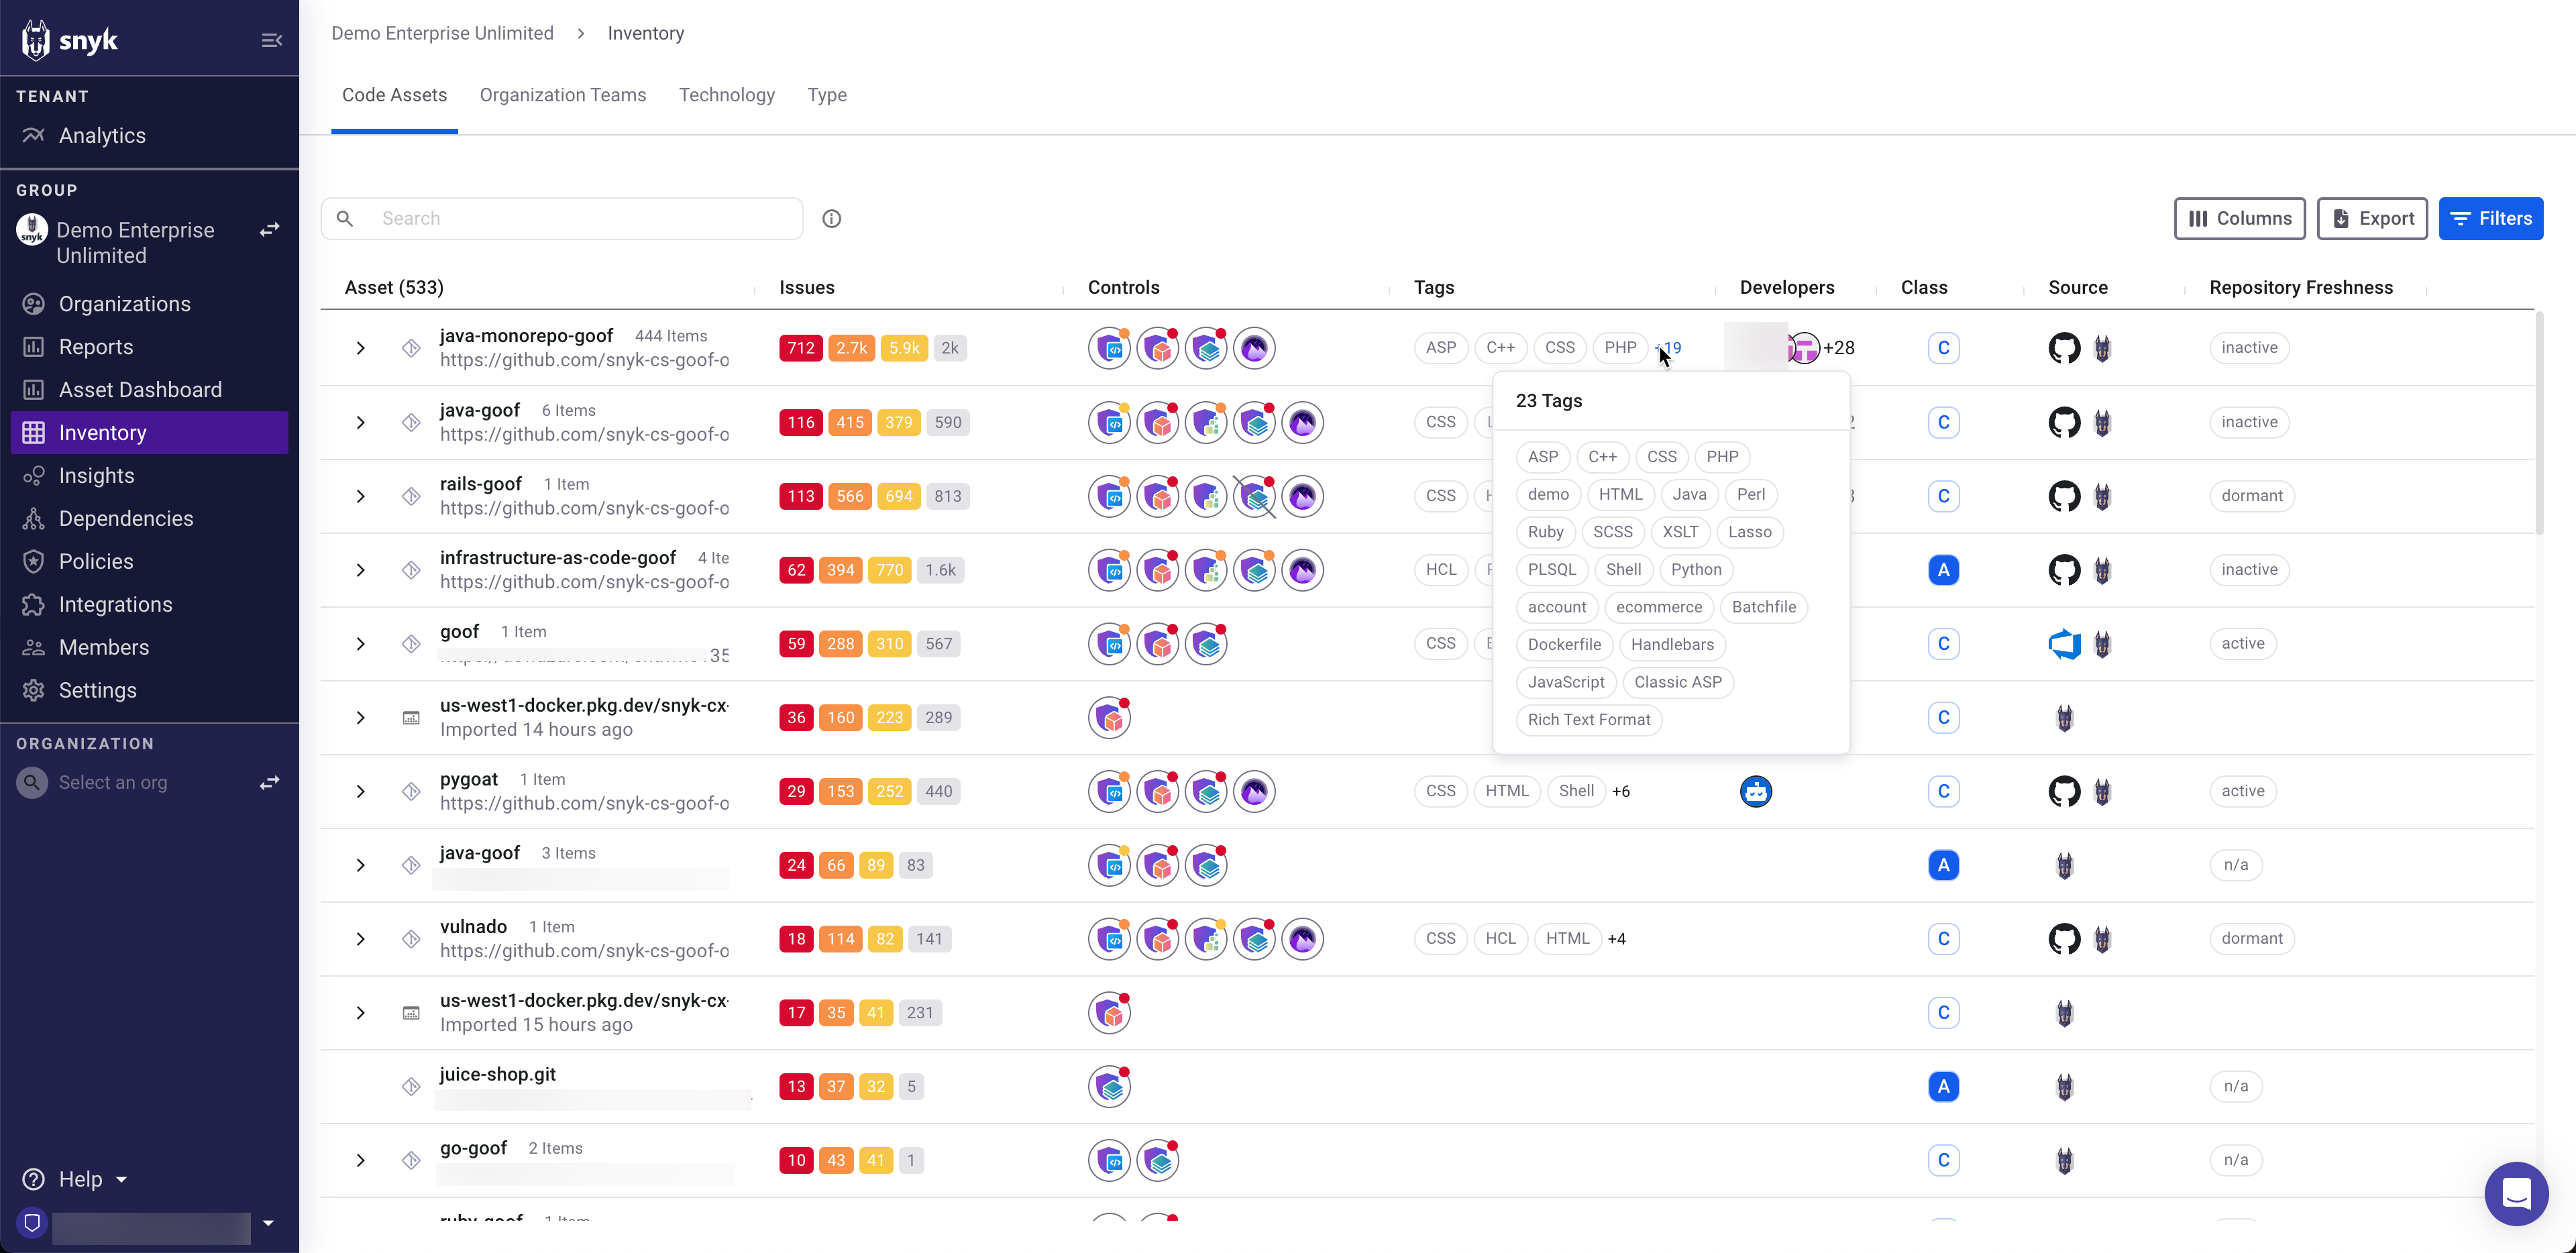 snyk
TENANT
Analytics
GROUP
snyk
Demo Enterprise
Unlimited
Organizations
Reports
Asset Dashboard
Inventory
Insights
Dependencies
Policies
Integrations
Members
Settings
ORGANIZATION
Select an org
Help
Demo Enterprise Unlimited > Inventory
Code Assets Organization Teams Technology Type
Search
Columns Export Filters
Asset (533) Issues Controls Tags Developers Class Source Repository Freshness
java-monorepo-goof 444 Items 712 2.7k 5.9k 2k ASP C++ CSS PHP +28 C inactive
https://github.com/snyk-cs-goof-o
java-goof 6 Items 116 415 379 590 CSS C inactive
https://github.com/snyk-cs-goof-o
rails-goof 1 Item 113 566 694 813 CSS C dormant
https://github.com/snyk-cs-goof-o
infrastructure-as-code-goof 4 Ite 62 394 770 1.6k HCL A inactive
https://github.com/snyk-cs-goof-o
goof 1 Item 59 288 310 567 CSS C active
us-west1-docker.pkg.dev/snyk-cx- 36 160 223 289 C
Imported 14 hours ago
23 Tags
ASP C++ CSS PHP
demo HTML Java Perl
Ruby SCSS XSLT Lasso
PLSQL Shell Python
account ecommerce Batchfile
Dockerfile Handlebars
JavaScript Classic ASP
Rich Text Format
pygoat 1 Item 29 153 252 440 CSS HTML Shell +6 C active
https://github.com/snyk-cs-goof-o
java-goof 3 Items 24 66 89 83 A n/a
vulnado 1 Item 18 114 82 141 CSS HCL HTML +4 C dormant
https://github.com/snyk-cs-goof-o
us-west1-docker.pkg.dev/snyk-cx- 17 35 41 231 C
Imported 15 hours ago
juice-shop.git 13 37 32 5 A n/a
go-goof 2 Items 10 43 41 1 C n/a